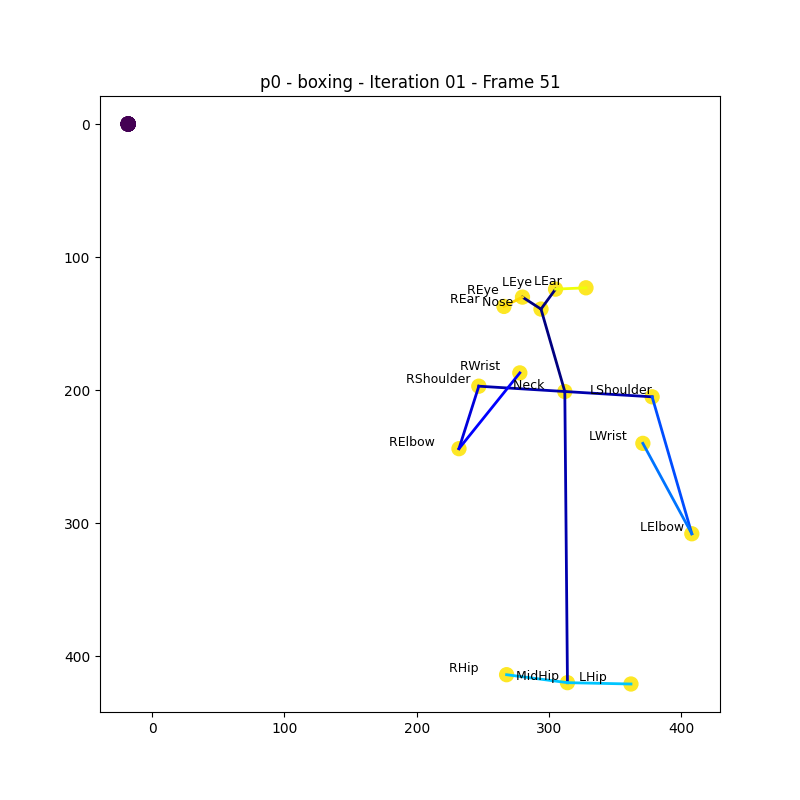 p0 - boxing - Iteration 01 - Frame 51
0
100
200
300
400
LEye
LEar
REye
REar
Nose
RWrist
RShoulder
Neck
LShoulder
RElbow
LWrist
LElbow
RHip
MidHip
LHip
0
100
200
300
400